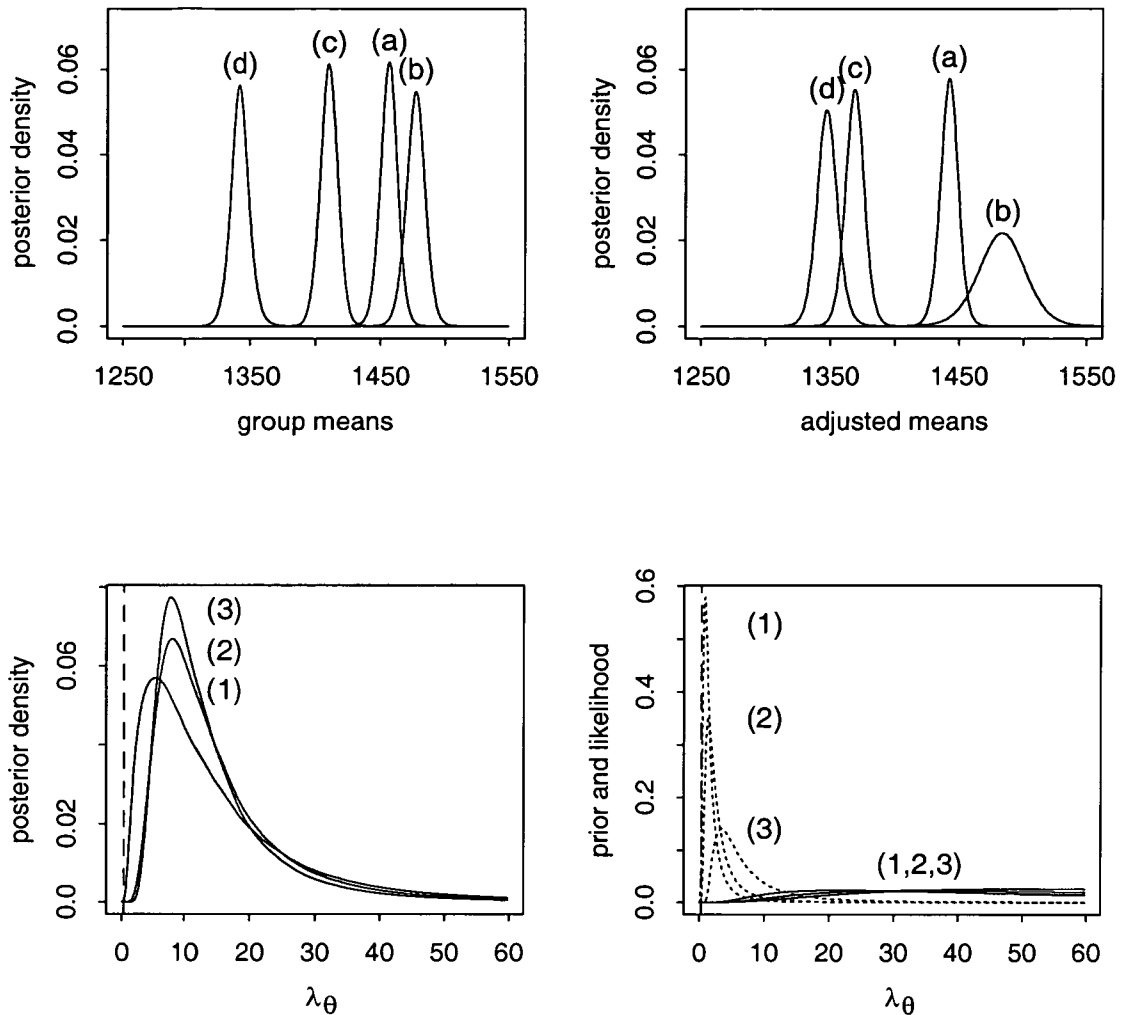 posterior density
0.0 0.02 0.04 0.06
(d)
(c)
(a)
(b)
1250 1350 1450 1550
group means
posterior density
0.0 0.02 0.04 0.06
(d)
(c)
(a)
(b)
1250 1350 1450 1550
adjusted means
posterior density
0.0 0.02 0.06
(3)
(2)
(1)
0 10 20 30 40 50 60
λθ
prior and likelihood
0.0 0.2 0.4 0.6
(1)
(2)
(3)
(1,2,3)
0 10 20 30 40 50 60
λθ